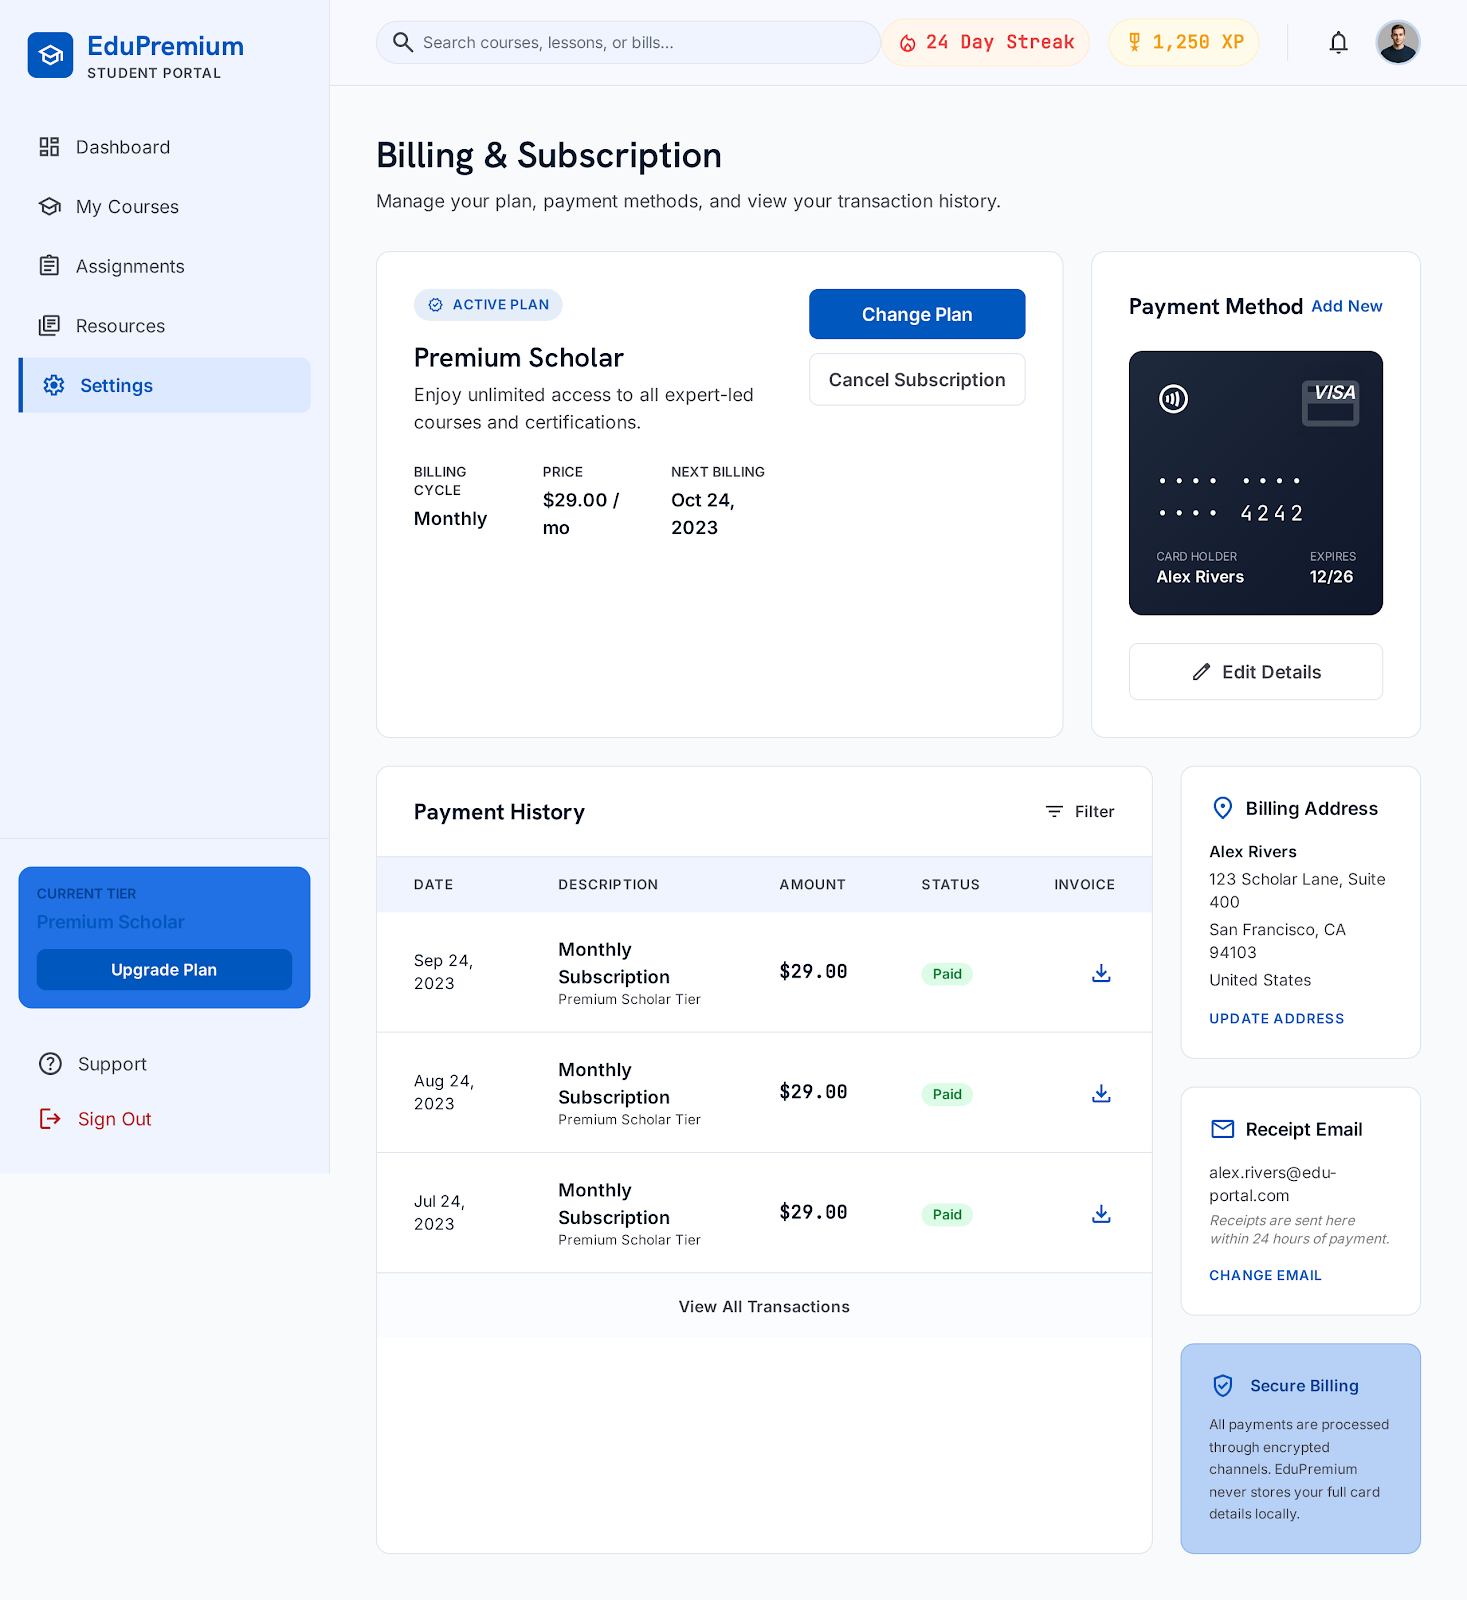 EduPremium
STUDENT PORTAL
Dashboard
My Courses
Assignments
Resources
Settings
CURRENT TIER
Premium Scholar
Upgrade Plan
Support
Sign Out
Search courses, lessons, or bills...
24 Day Streak
1,250 XP
Billing & Subscription
Manage your plan, payment methods, and view your transaction history.
ACTIVE PLAN
Premium Scholar
Enjoy unlimited access to all expert-led
courses and certifications.
BILLING
CYCLE
Monthly
PRICE
$29.00 /
mo
NEXT BILLING
Oct 24,
2023
Change Plan
Cancel Subscription
Payment Method
Add New
VISA
•••• ••••
•••• 4242
CARD HOLDER
Alex Rivers
EXPIRES
12/26
Edit Details
Payment History
Filter
DATE DESCRIPTION AMOUNT STATUS INVOICE
Sep 24,
2023
Monthly
Subscription
Premium Scholar Tier
$29.00
Paid
Aug 24,
2023
Monthly
Subscription
Premium Scholar Tier
$29.00
Paid
Jul 24,
2023
Monthly
Subscription
Premium Scholar Tier
$29.00
Paid
View All Transactions
Billing Address
Alex Rivers
123 Scholar Lane, Suite
400
San Francisco, CA
94103
United States
UPDATE ADDRESS
Receipt Email
alex.rivers@edu-
portal.com
Receipts are sent here
within 24 hours of payment.
CHANGE EMAIL
Secure Billing
All payments are processed
through encrypted
channels. EduPremium
never stores your full card
details locally.